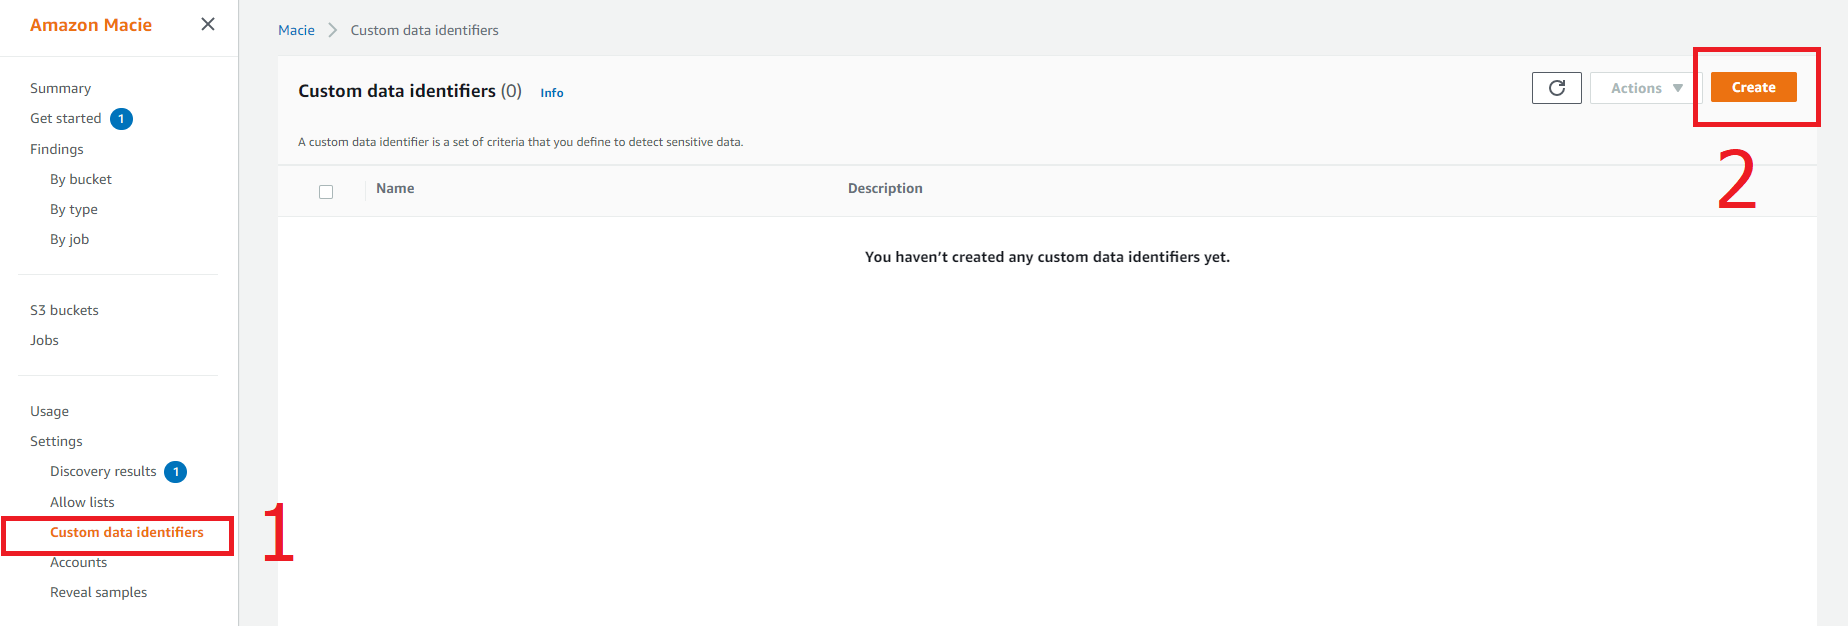 Amazon Macie
Summary
Get started 1
Findings
By bucket
By type
By job
S3 buckets
Jobs
Usage
Settings
Discovery results 1
Allow lists
Custom data identifiers
Accounts
Reveal samples
1
Macie Custom data identifiers
Custom data identifiers (0) Info
Actions
Create
A custom data identifier is a set of criteria that you define to detect sensitive data.
2
Name Description
You haven’t created any custom data identifiers yet.